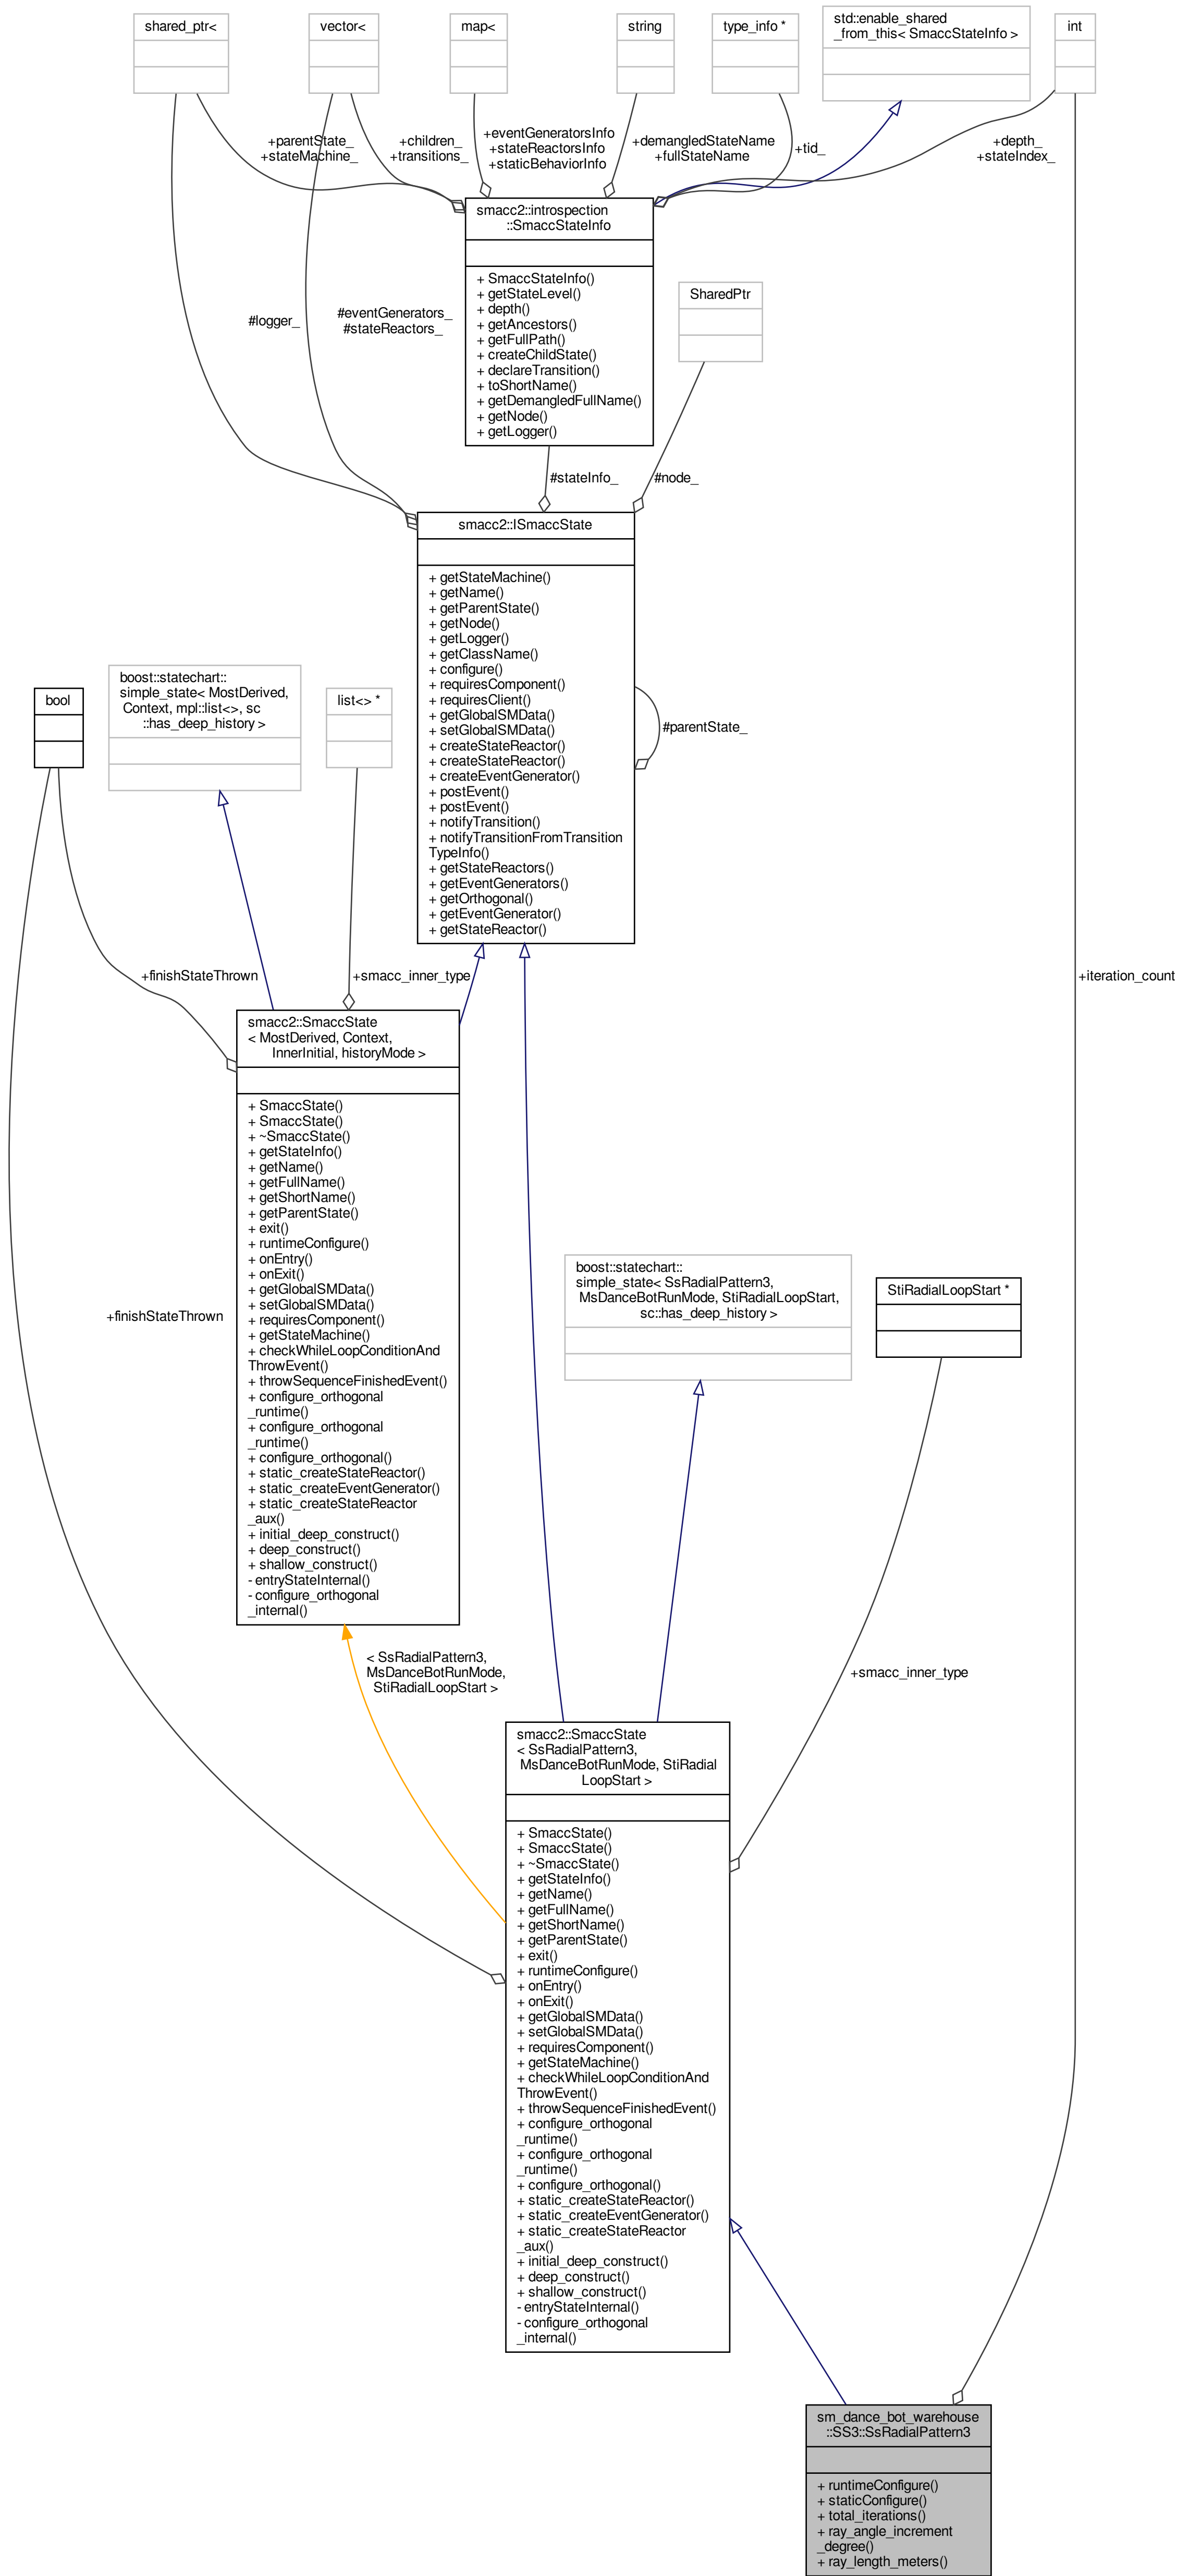 shared_ptr<
vector<
map<
string
type_info *
std::enable_shared
_from_this< SmaccStateInfo >
int
+parentState_
+stateMachine_
+children_
+transitions_
+eventGeneratorsInfo
+stateReactorsInfo
+staticBehaviorInfo
+demangledStateName
+fullStateName
+tid_
+depth_
+stateIndex_
smacc2::introspection
::SmaccStateInfo
+ SmaccStateInfo()
+ getStateLevel()
+ depth()
+ getAncestors()
+ getFullPath()
+ createChildState()
+ declareTransition()
+ toShortName()
+ getDemangledFullName()
+ getNode()
+ getLogger()
SharedPtr
#logger_
#eventGenerators_
#stateReactors_
#stateInfo_
#node_
smacc2::ISmaccState
+ getStateMachine()
+ getName()
+ getParentState()
+ getNode()
+ getLogger()
+ getClassName()
+ configure()
+ requiresComponent()
+ requiresClient()
+ getGlobalSMData()
+ setGlobalSMData()
+ createStateReactor()
+ createStateReactor()
+ createEventGenerator()
+ postEvent()
+ postEvent()
+ notifyTransition()
+ notifyTransitionFromTransition
TypeInfo()
+ getStateReactors()
+ getEventGenerators()
+ getOrthogonal()
+ getEventGenerator()
+ getStateReactor()
#parentState_
bool
boost::statechart::
simple_state< MostDerived,
Context, mpl::list<>, sc
::has_deep_history >
list<> *
+finishStateThrown
+smacc_inner_type
+iteration_count
smacc2::SmaccState
< MostDerived, Context,
InnerInitial, historyMode >
+ SmaccState()
+ SmaccState()
+ ~SmaccState()
+ getStateInfo()
+ getName()
+ getFullName()
+ getShortName()
+ getParentState()
+ exit()
+ runtimeConfigure()
+ onEntry()
+ onExit()
+ getGlobalSMData()
+ setGlobalSMData()
+ requiresComponent()
+ getStateMachine()
+ checkWhileLoopConditionAnd
ThrowEvent()
+ throwSequenceFinishedEvent()
+ configure_orthogonal
_runtime()
+ configure_orthogonal
_runtime()
+ configure_orthogonal()
+ static_createStateReactor()
+ static_createEventGenerator()
+ static_createStateReactor
_aux()
+ initial_deep_construct()
+ deep_construct()
+ shallow_construct()
- entryStateInternal()
- configure_orthogonal
_internal()
+finishStateThrown
boost::statechart::
simple_state< SsRadialPattern3,
MsDanceBotRunMode, StiRadialLoopStart,
sc::has_deep_history >
StiRadialLoopStart *
< SsRadialPattern3,
MsDanceBotRunMode,
StiRadialLoopStart >
+smacc_inner_type
smacc2::SmaccState
< SsRadialPattern3,
MsDanceBotRunMode, StiRadial
LoopStart >
+ SmaccState()
+ SmaccState()
+ ~SmaccState()
+ getStateInfo()
+ getName()
+ getFullName()
+ getShortName()
+ getParentState()
+ exit()
+ runtimeConfigure()
+ onEntry()
+ onExit()
+ getGlobalSMData()
+ setGlobalSMData()
+ requiresComponent()
+ getStateMachine()
+ checkWhileLoopConditionAnd
ThrowEvent()
+ throwSequenceFinishedEvent()
+ configure_orthogonal
_runtime()
+ configure_orthogonal
_runtime()
+ configure_orthogonal()
+ static_createStateReactor()
+ static_createEventGenerator()
+ static_createStateReactor
_aux()
+ initial_deep_construct()
+ deep_construct()
+ shallow_construct()
- entryStateInternal()
- configure_orthogonal
_internal()
sm_dance_bot_warehouse
::SS3::SsRadialPattern3
+ runtimeConfigure()
+ staticConfigure()
+ total_iterations()
+ ray_angle_increment
_degree()
+ ray_length_meters()